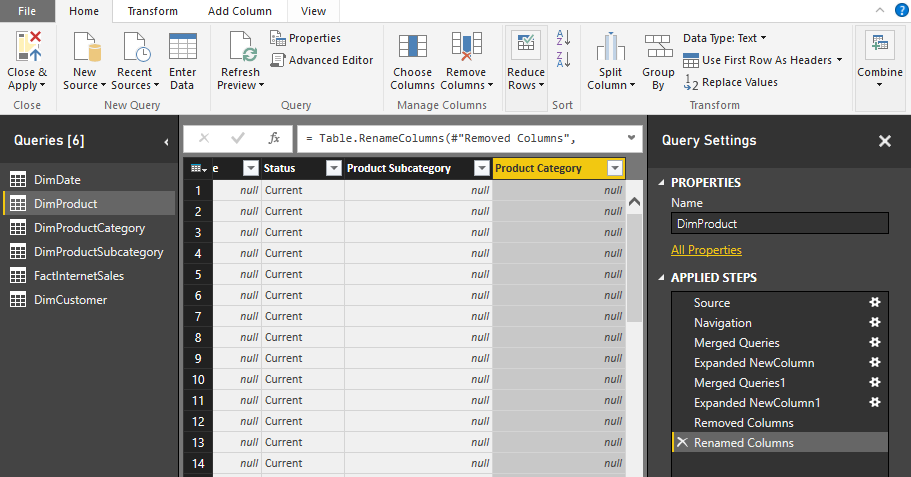 File Home Transform Add Column View
Close & Apply
Close
New Source
Recent Sources
Enter Data
New Query
Refresh Preview
Properties
Advanced Editor
Query
Choose Columns
Remove Columns
Manage Columns
Reduce Rows
Sort
Split Column
Group By
Data Type: Text
Use First Row As Headers
Replace Values
Transform
Combine
Queries [6]
DimDate
DimProduct
DimProductCategory
DimProductSubcategory
FactInternetSales
DimCustomer
fx = Table.RenameColumns(#"Removed Columns",
e Status Product Subcategory Product Category
1 null Current null null
2 null Current null null
3 null Current null null
4 null Current null null
5 null Current null null
6 null Current null null
7 null Current null null
8 null Current null null
9 null Current null null
10 null Current null null
11 null Current null null
12 null Current null null
13 null Current null null
14 null Current null null
Query Settings
PROPERTIES
Name
DimProduct
All Properties
APPLIED STEPS
Source
Navigation
Merged Queries
Expanded NewColumn
Merged Queries1
Expanded NewColumn1
Removed Columns
Renamed Columns